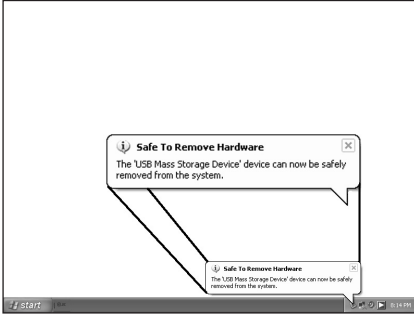 Safe To Remove Hardware
The 'USB Mass Storage Device' device can now be safely
removed from the system.
Safe To Remove Hardware
The 'USB Mass Storage Device' device can now be safely
removed from the system.
start
8:14 PM